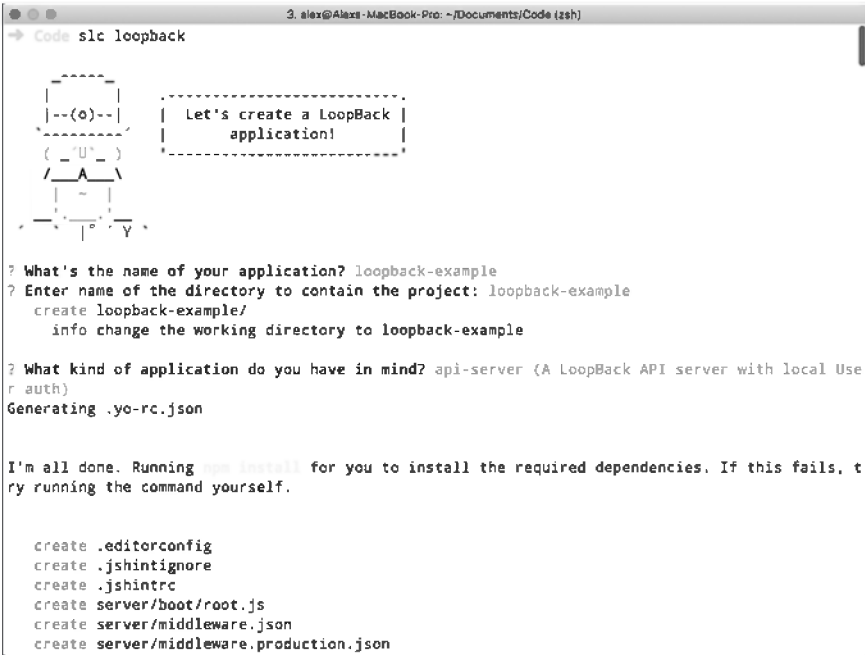 3. alex@Alexs-MacBook-Pro: ~/Documents/Code (zsh)
➜ Code slc loopback
     _-----_
    |       |    .--------------------------.
    |--(o)--|    |  Let's create a LoopBack |
   `---------´   |       application!       |
    ( _´U`_ )    '--------------------------'
    /___A___\
     |  ~  |
   __'.___.'__
 ´   `  |° ´ Y `
? What's the name of your application? loopback-example
? Enter name of the directory to contain the project: loopback-example
   create loopback-example/
     info change the working directory to loopback-example
? What kind of application do you have in mind? api-server (A LoopBack API server with local Use
r auth)
Generating .yo-rc.json
I'm all done. Running npm install for you to install the required dependencies. If this fails, t
ry running the command yourself.
   create .editorconfig
   create .jshintignore
   create .jshintrc
   create server/boot/root.js
   create server/middleware.json
   create server/middleware.production.json